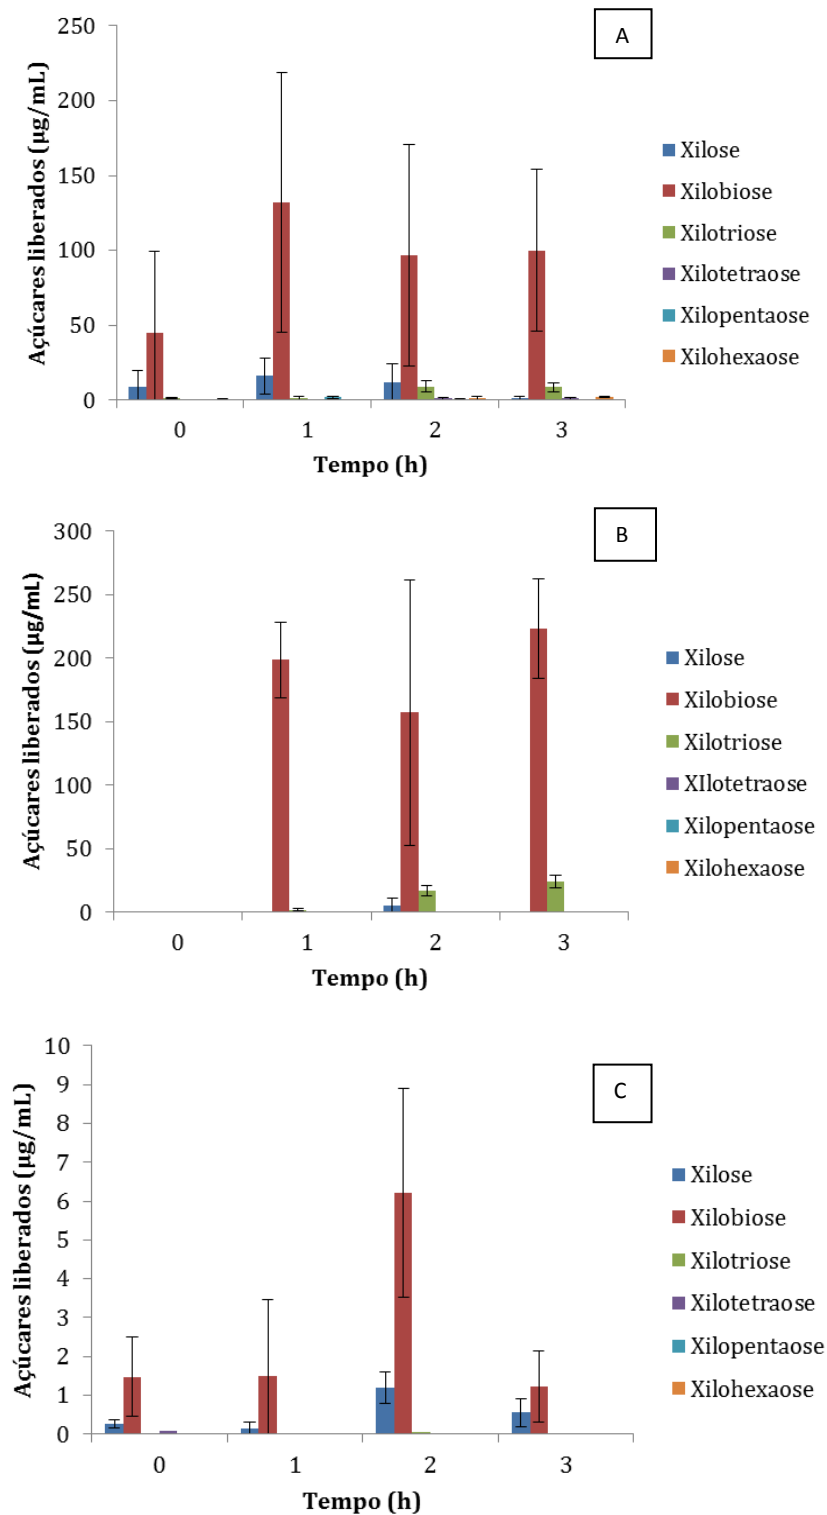 A
250
200
150
100
50
0
Açúcares liberados (µg/mL)
0 1 2 3
Tempo (h)
Xilose
Xilobiose
Xilotriose
Xilotetraose
Xilopentaose
Xilohexaose
B
300
250
200
150
100
50
0
Açúcares liberados (µg/mL)
0 1 2 3
Tempo (h)
Xilose
Xilobiose
Xilotriose
XIlotetraose
Xilopentaose
Xilohexaose
C
10
9
8
7
6
5
4
3
2
1
0
Açúcares liberados (µg/mL)
0 1 2 3
Tempo (h)
Xilose
Xilobiose
Xilotriose
Xilotetraose
Xilopentaose
Xilohexaose